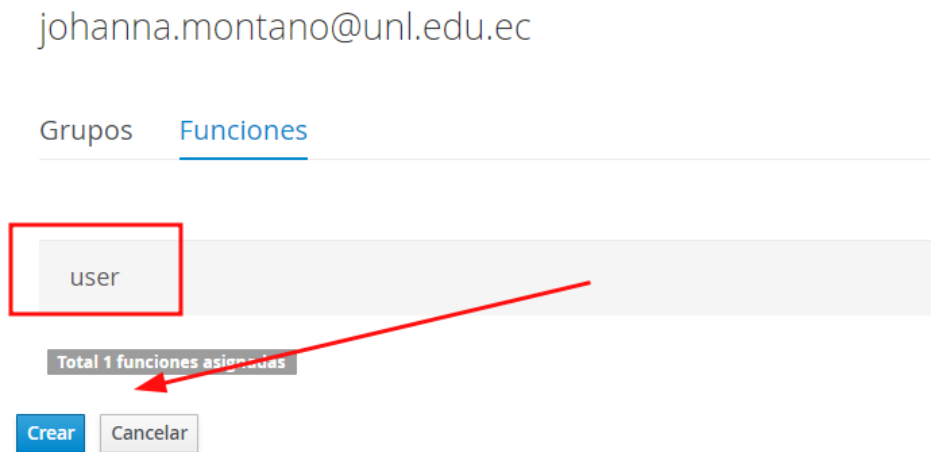 johanna.montano@unl.edu.ec
Grupos Funciones
user
Total 1 funciones asignadas
Crear Cancelar